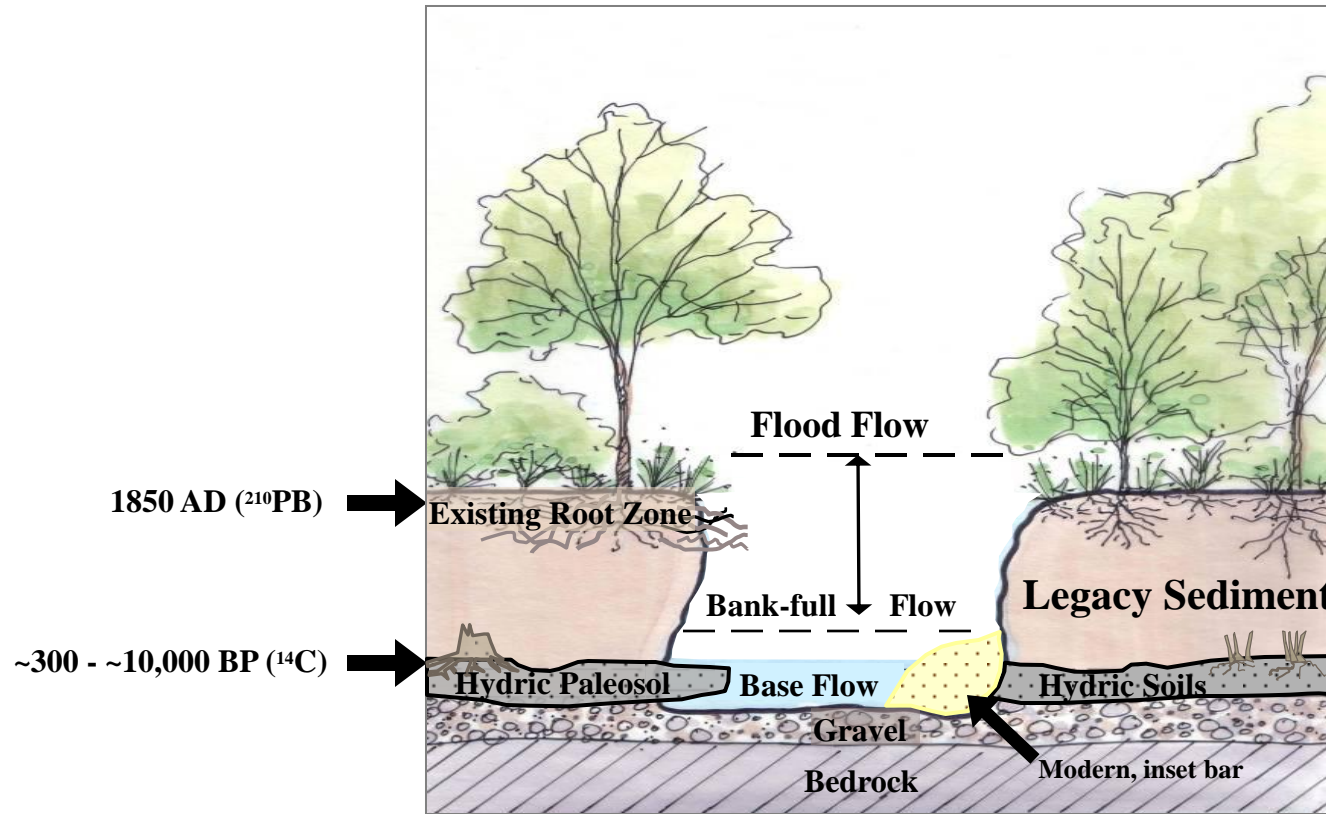 Flood Flow
1850 AD (²¹⁰PB)
Existing Root Zone
Bank-full Flow
Legacy Sediment
~300 - ~10,000 BP (¹⁴C)
Hydric Paleosol
Base Flow
Hydric Soils
Gravel
Modern, inset bar
Bedrock